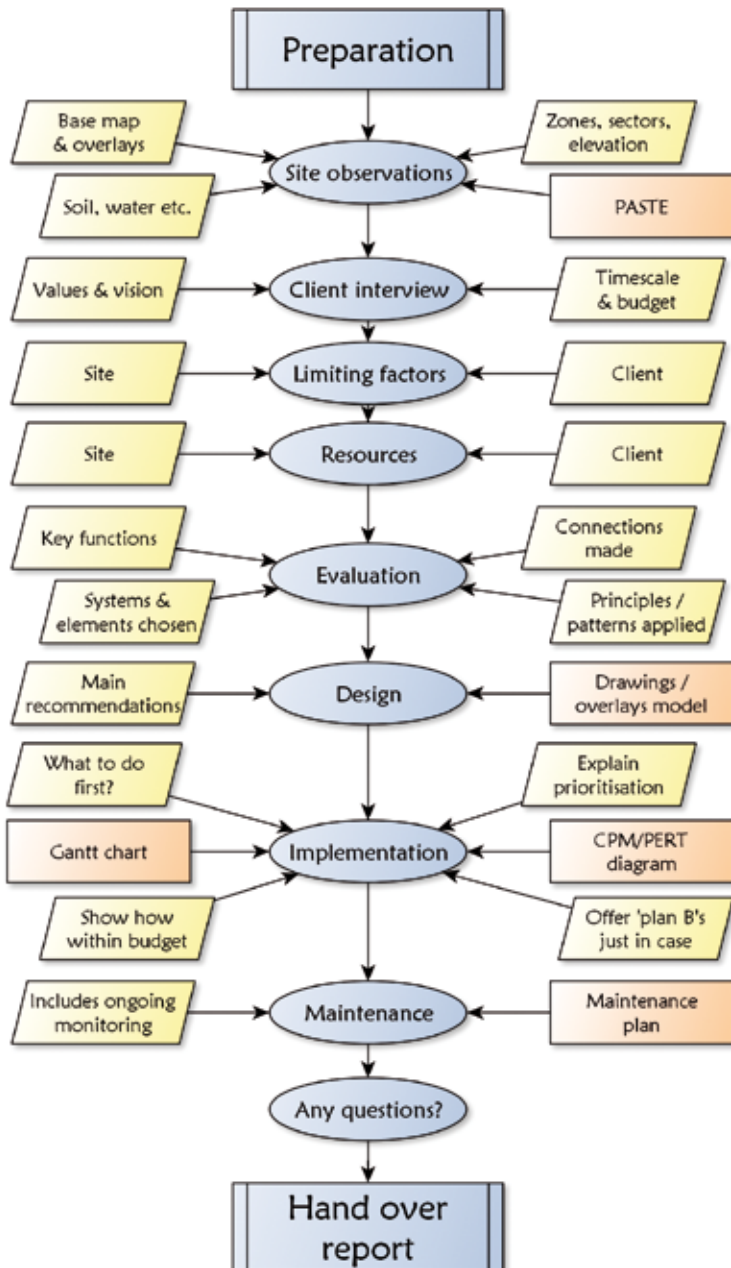 Preparation
Base map
& overlays
Zones, sectors,
elevation
Site observations
Soil, water etc.
PASTE
Values & vision
Client interview
Timescale
& budget
Site
Limiting factors
Client
Site
Resources
Client
Key functions
Connections
made
Evaluation
Systems &
elements chosen
Principles /
patterns applied
Main
recommendations
Design
Drawings /
overlays model
What to do
first?
Explain
prioritisation
Gantt chart
Implementation
CPM/PERT
diagram
Show how
within budget
Offer 'plan B's
just in case
Includes ongoing
monitoring
Maintenance
Maintenance
plan
Any questions?
Hand over
report